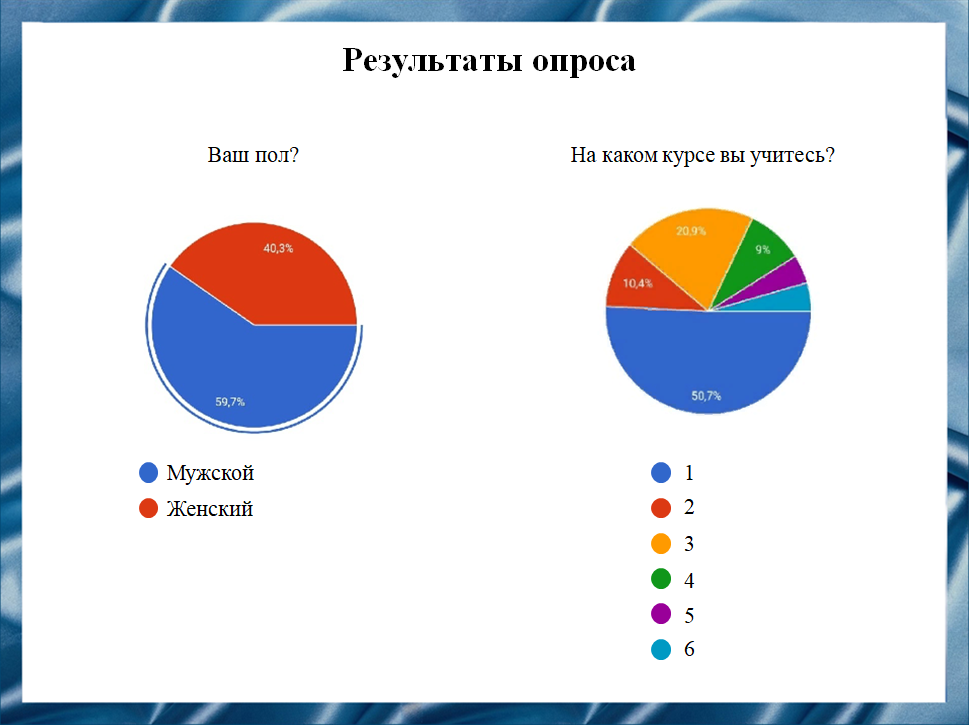 Результаты опроса
Ваш пол?
40,3%
59,7%
Мужской
Женский
На каком курсе вы учитесь?
20,9%
9%
10,4%
50,7%
1
2
3
4
5
6